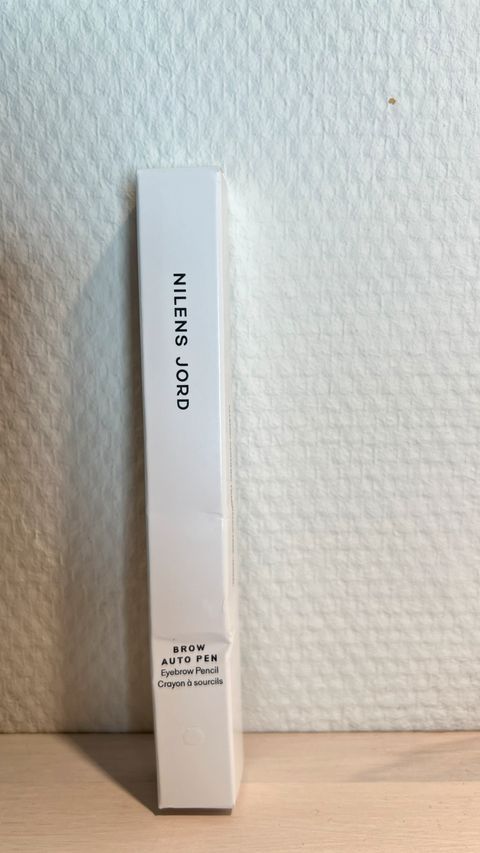 NILENS JORD
BROW
AUTO PEN
Eyebrow Pencil
Crayon à sourcils